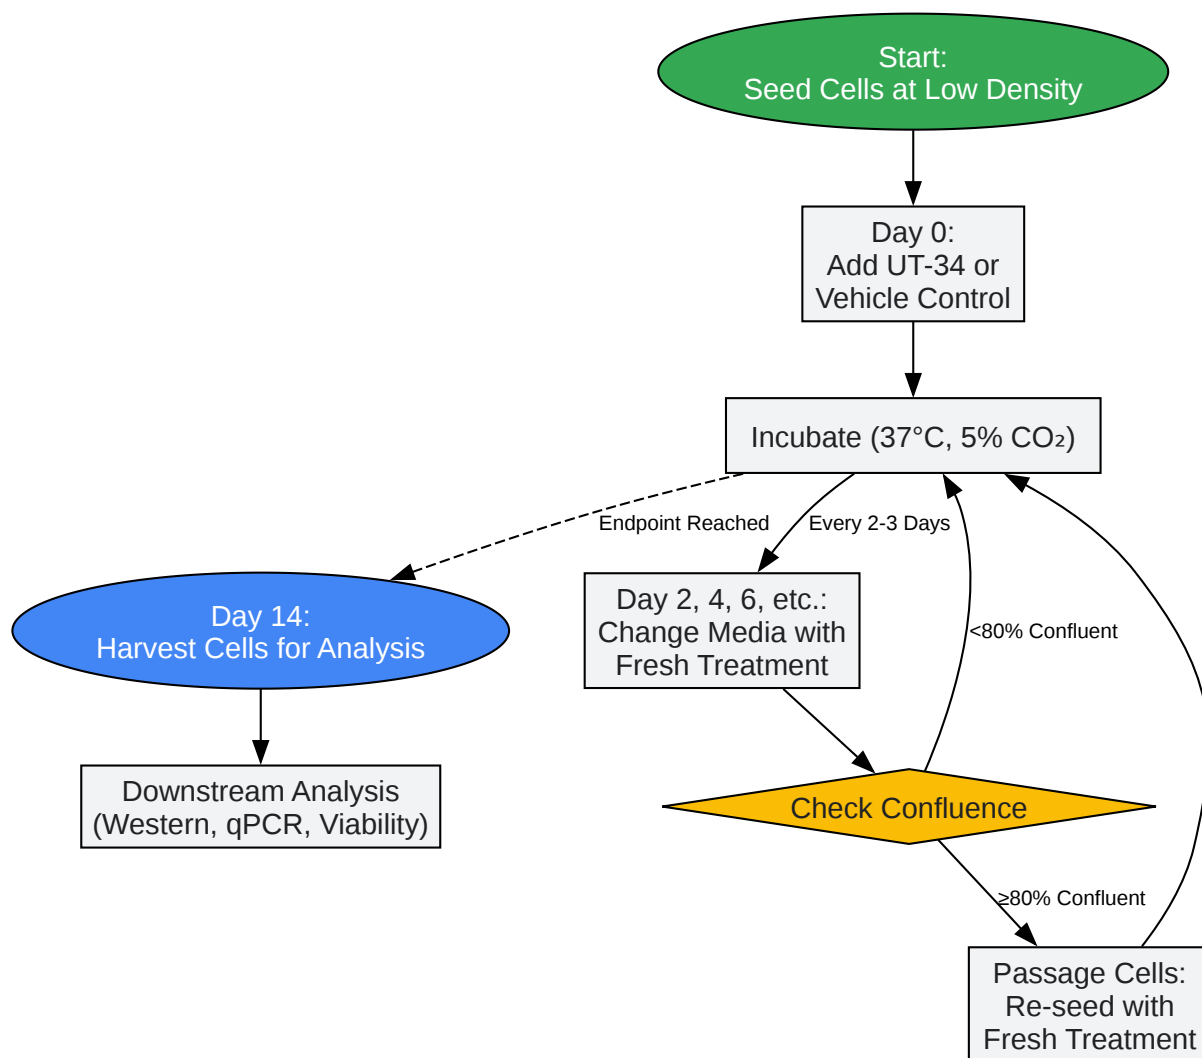 Start:
Seed Cells at Low Density
Day 0:
Add UT-34 or
Vehicle Control
Incubate (37°C, 5% CO₂)
Endpoint Reached
Every 2-3 Days
Day 14:
Harvest Cells for Analysis
Day 2, 4, 6, etc.:
Change Media with
Fresh Treatment
<80% Confluent
Downstream Analysis
(Western, qPCR, Viability)
Check Confluence
≥80% Confluent
Passage Cells:
Re-seed with
Fresh Treatment